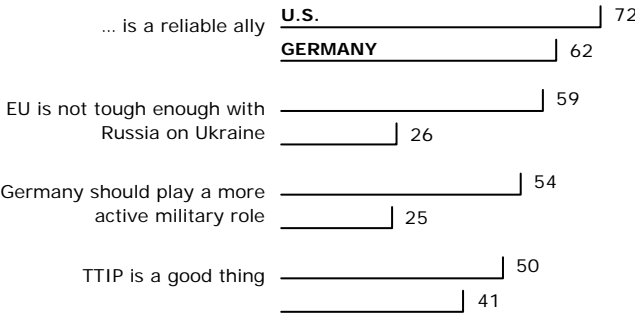 ... is a reliable ally
U.S.
72
GERMANY
62
EU is not tough enough with
Russia on Ukraine
59
26
Germany should play a more
active military role
54
25
TTIP is a good thing
50
41